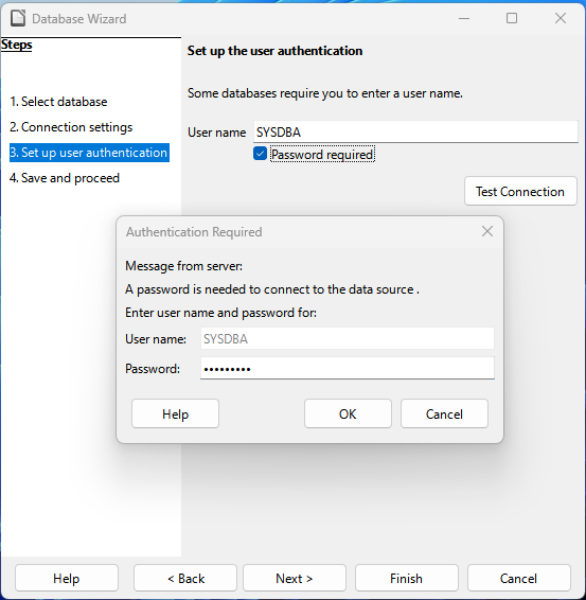 Database Wizard
Steps
1. Select database
2. Connection settings
3. Set up user authentication
4. Save and proceed
Set up the user authentication
Some databases require you to enter a user name.
User name SYSDBA
Password required
Test Connection
Authentication Required
Message from server:
A password is needed to connect to the data source .
Enter user name and password for:
User name: SYSDBA
Password: •••••••••
Help OK Cancel
Help < Back Next > Finish Cancel